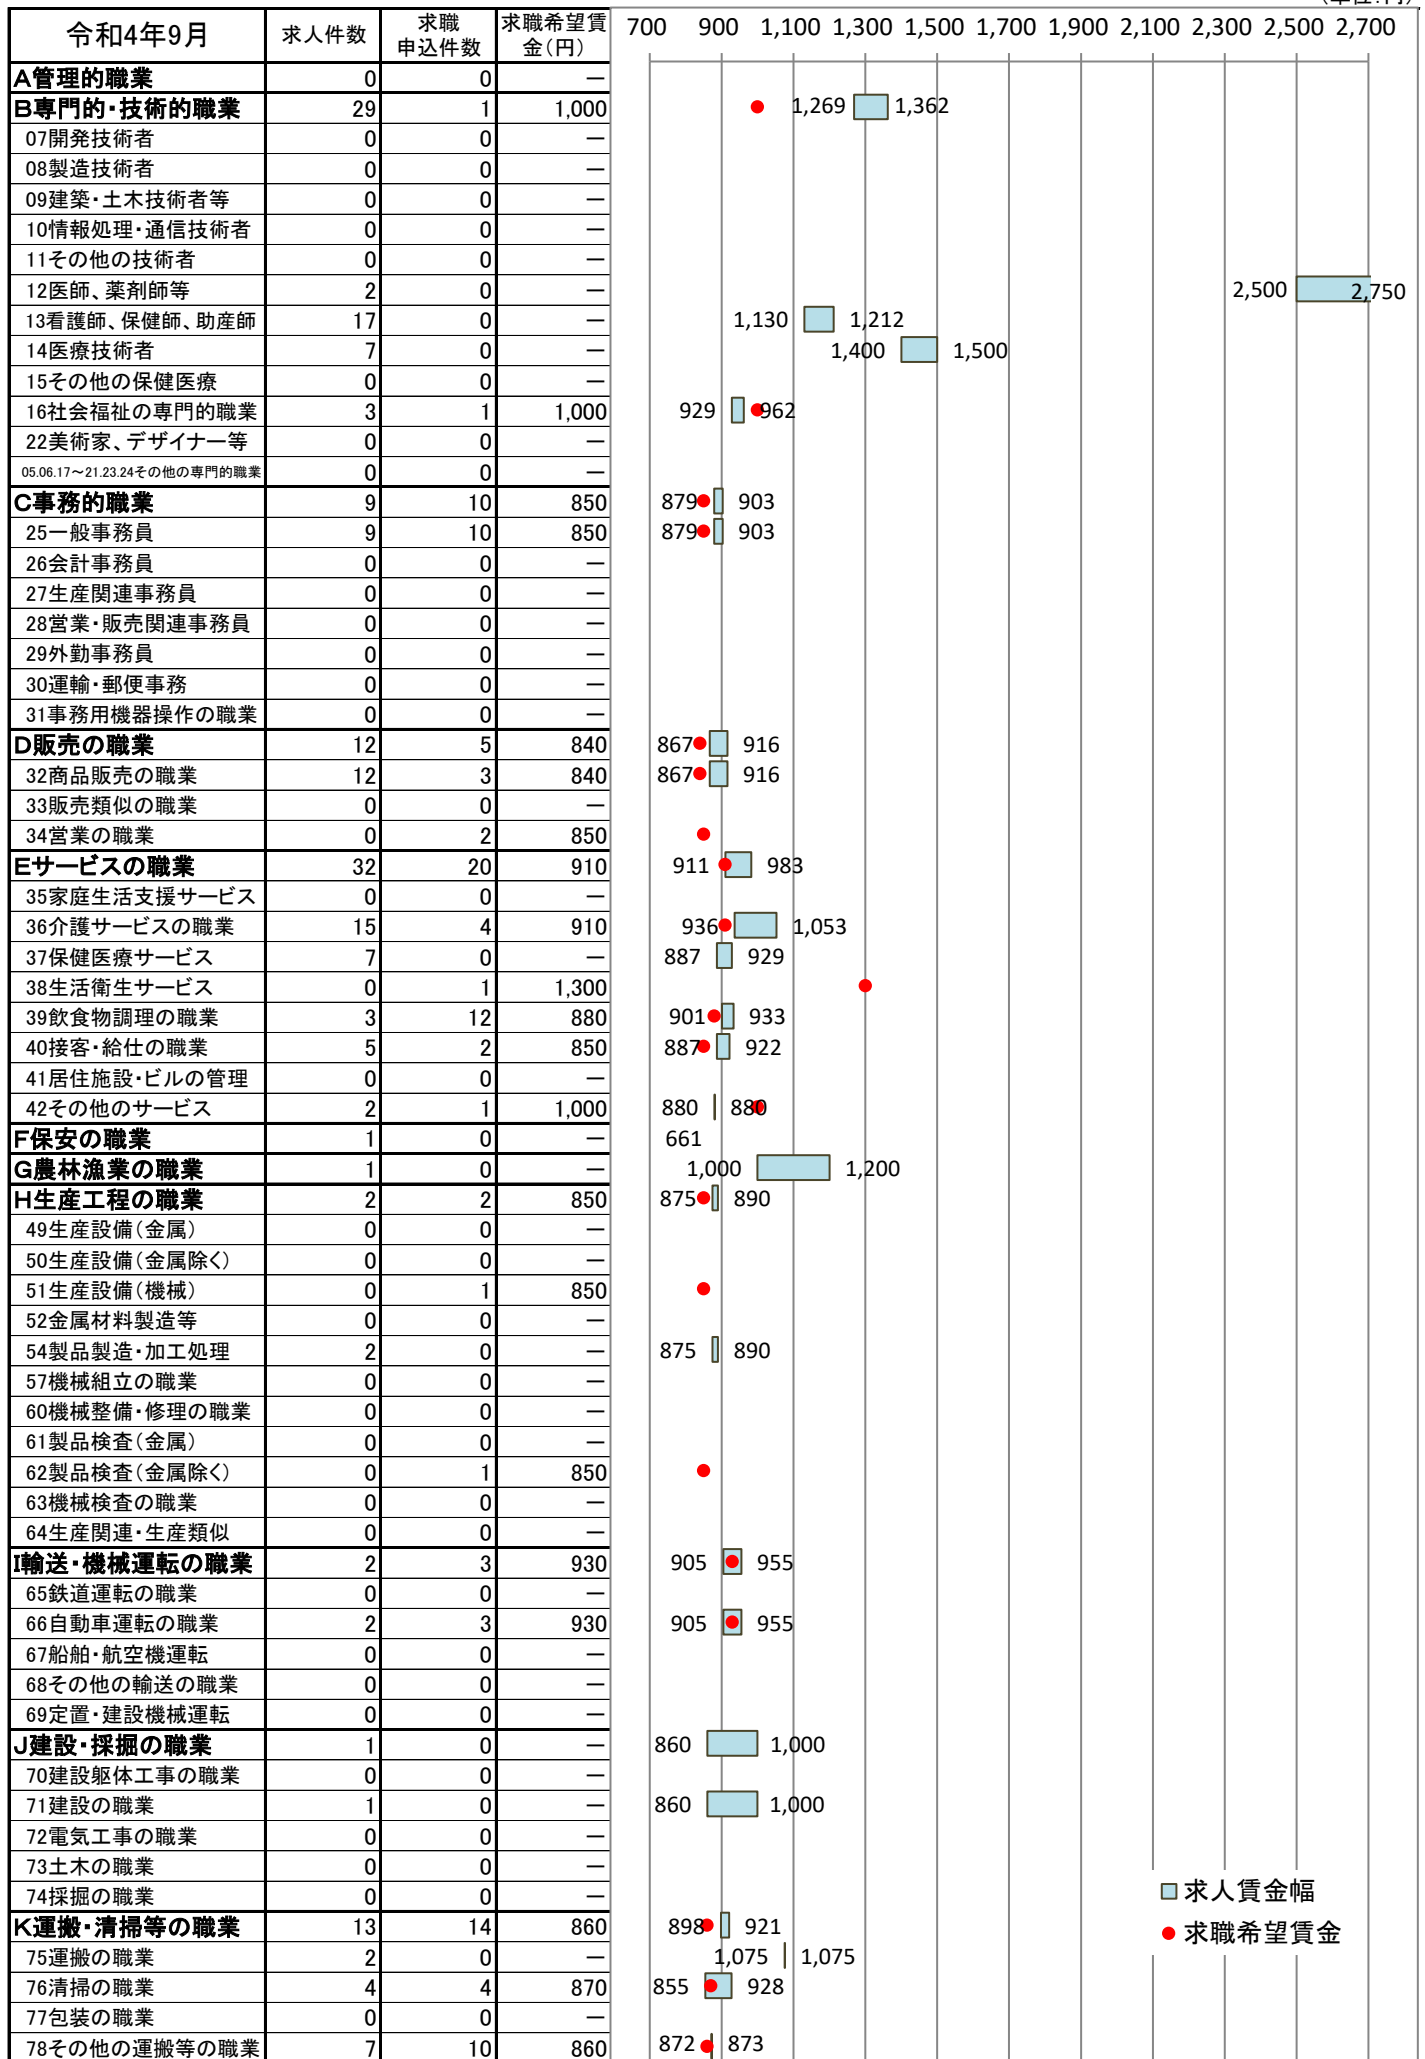 令和4年9月 求人件数 求職申込件数 求職希望賃金(円) 700 900 1,100 1,300 1,500 1,700 1,900 2,100 2,300 2,500 2,700
A管理的職業 0 0 －
B専門的・技術的職業 29 1 1,000 1,269 1,362
07開発技術者 0 0 －
08製造技術者 0 0 －
09建築・土木技術者等 0 0 －
10情報処理・通信技術者 0 0 －
11その他の技術者 0 0 －
12医師、薬剤師等 2 0 － 2,500 2,750
13看護師、保健師、助産師 17 0 － 1,130 1,212
14医療技術者 7 0 － 1,400 1,500
15その他の保健医療 0 0 －
16社会福祉の専門的職業 3 1 1,000 929 962
22美術家、デザイナー等 0 0 －
05.06.17～21.23.24その他の専門的職業 0 0 －
C事務的職業 9 10 850 879 903
25一般事務員 9 10 850 879 903
26会計事務員 0 0 －
27生産関連事務員 0 0 －
28営業・販売関連事務員 0 0 －
29外勤事務員 0 0 －
30運輸・郵便事務 0 0 －
31事務用機器操作の職業 0 0 －
D販売の職業 12 5 840 867 916
32商品販売の職業 12 3 840 867 916
33販売類似の職業 0 0 －
34営業の職業 0 2 850
Eサービスの職業 32 20 910 911 983
35家庭生活支援サービス 0 0 －
36介護サービスの職業 15 4 910 936 1,053
37保健医療サービス 7 0 － 887 929
38生活衛生サービス 0 1 1,300
39飲食物調理の職業 3 12 880 901 933
40接客・給仕の職業 5 2 850 887 922
41居住施設・ビルの管理 0 0 －
42その他のサービス 2 1 1,000 880 880
F保安の職業 1 0 － 661
G農林漁業の職業 1 0 － 1,000 1,200
H生産工程の職業 2 2 850 875 890
49生産設備(金属) 0 0 －
50生産設備(金属除く) 0 0 －
51生産設備(機械) 0 1 850
52金属材料製造等 0 0 －
54製品製造・加工処理 2 0 － 875 890
57機械組立の職業 0 0 －
60機械整備・修理の職業 0 0 －
61製品検査(金属) 0 0 －
62製品検査(金属除く) 0 1 850
63機械検査の職業 0 0 －
64生産関連・生産類似 0 0 －
I輸送・機械運転の職業 2 3 930 905 955
65鉄道運転の職業 0 0 －
66自動車運転の職業 2 3 930 905 955
67船舶・航空機運転 0 0 －
68その他の輸送の職業 0 0 －
69定置・建設機械運転 0 0 －
J建設・採掘の職業 1 0 － 860 1,000
70建設躯体工事の職業 0 0 －
71建設の職業 1 0 － 860 1,000
72電気工事の職業 0 0 －
73土木の職業 0 0 －
74採掘の職業 0 0 －
求人賃金幅
K運搬・清掃等の職業 13 14 860 898 921
求職希望賃金
75運搬の職業 2 0 － 1,075 1,075
76清掃の職業 4 4 870 855 928
77包装の職業 0 0 －
78その他の運搬等の職業 7 10 860 872 873